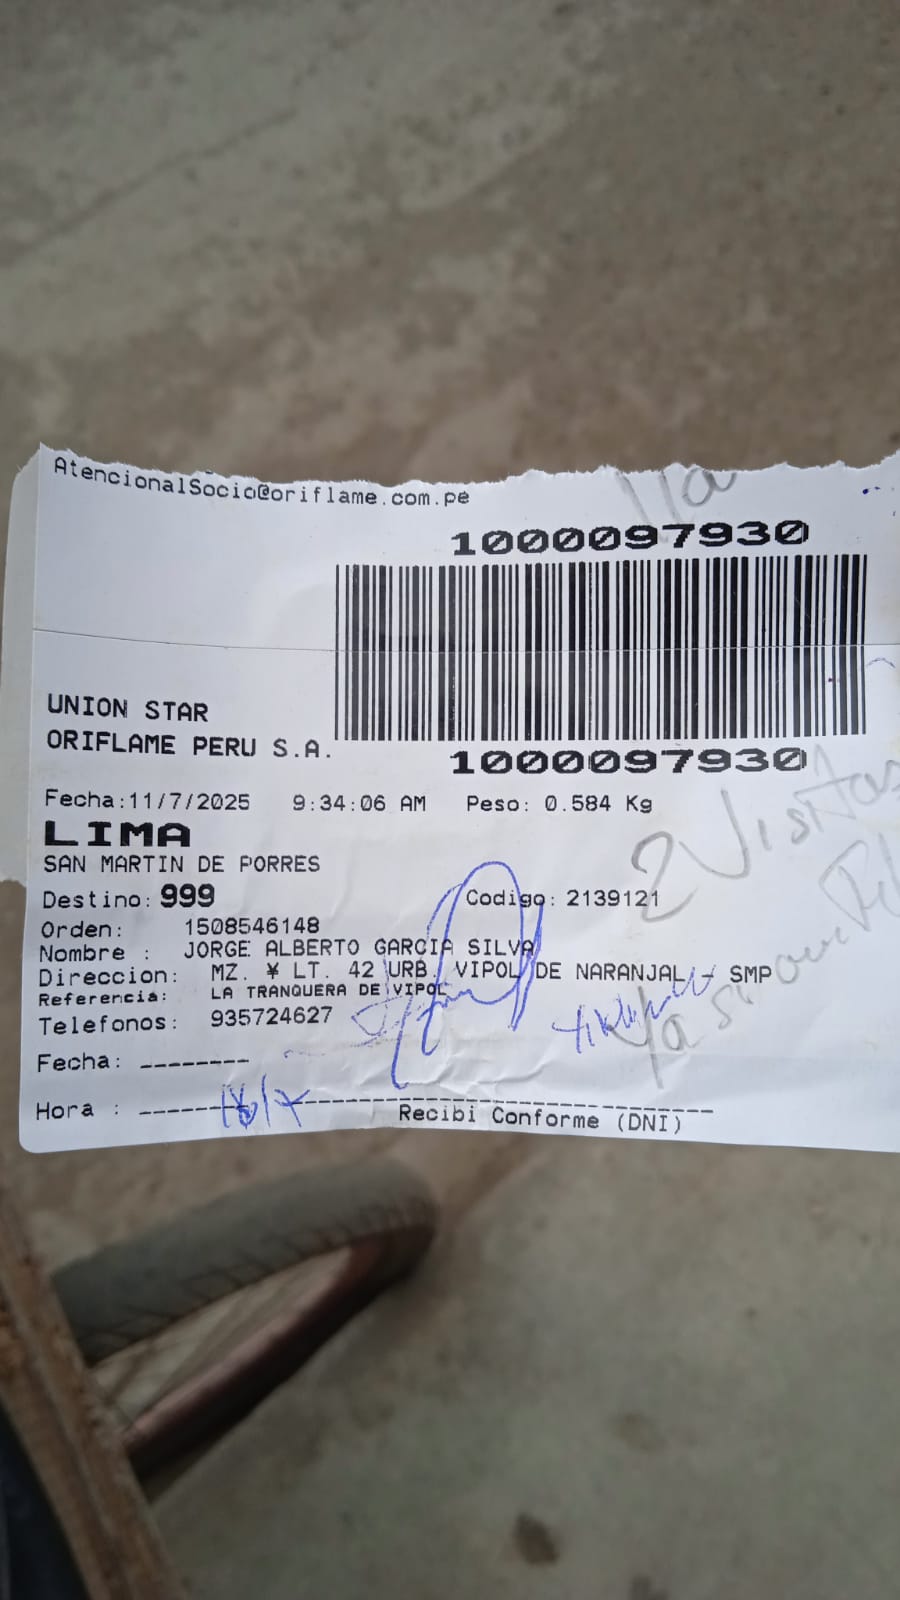 AtencionalSocio@oriflame.com.pe
1000097930
UNION STAR
ORIFLAME PERU S.A.
1000097930
Fecha:11/7/2025 9:34:06 AM Peso: 0.584 Kg
LIMA
2 Visitas
SAN MARTIN DE PORRES
Destino: 999 Codigo: 2139121
Orden: 1508546148
Nombre : JORGE ALBERTO GARCIA SILVA
Direccion: MZ. ¥ LT. 42 URB. VIPOL DE NARANJAL - SMP
Referencia: LA TRANQUERA DE VIPOL
Telefonos: 935724627
Fecha: ---------
Hora :
Recibi Conforme (DNI)